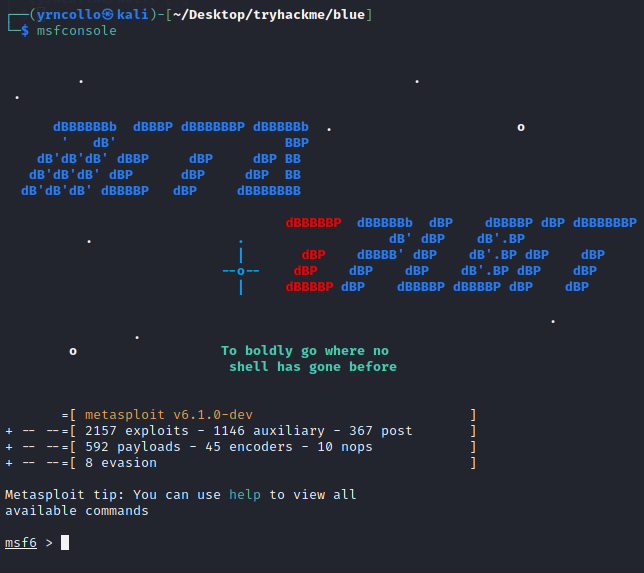 ┌──(yrncollo㉿kali)-[~/Desktop/tryhackme/blue]
└─$ msfconsole
dBBBBBBb  dBBBP dBBBBBBP dBBBBBb  .                       o
 '   dB'                     BBP
dB'dB'dB' dBBP     dBP     dBP BB
dB'dB'dB' dBP      dBP     dBP  BB
dB'dB'dB' dBBBBP   dBP     dBBBBBBB
dBBBBBP  dBBBBBb  dBP    dBBBBP dBP dBBBBBBP
.                  dB' dBP    dB'.BP
|       dBP    dBBBB' dBP    dB'.BP dBP    dBP
--o--    dBP    dBP    dBP    dB'.BP dBP    dBP
|     dBBBBP dBP    dBBBBP dBBBBP dBP    dBP
o                  To boldly go where no
shell has gone before
=[ metasploit v6.1.0-dev                           ]
+ -- --=[ 2157 exploits - 1146 auxiliary - 367 post       ]
+ -- --=[ 592 payloads - 45 encoders - 10 nops            ]
+ -- --=[ 8 evasion                                       ]
Metasploit tip: You can use help to view all
available commands
msf6 >